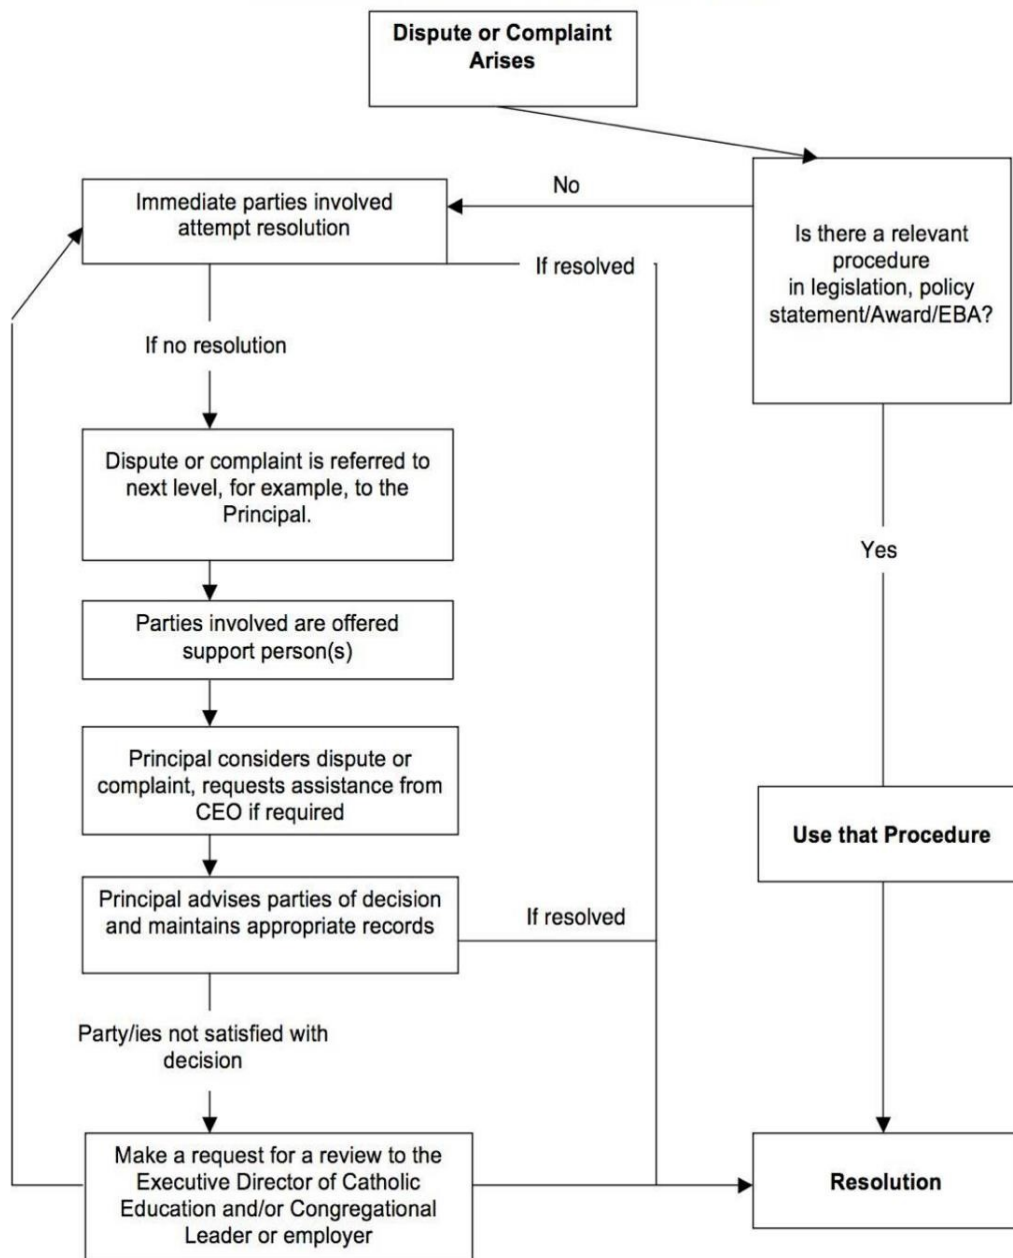 Dispute or Complaint
Arises
No
Immediate parties involved
attempt resolution
Is there a relevant
procedure
in legislation, policy
statement/Award/EBA?
If resolved
If no resolution
Dispute or complaint is referred to
next level, for example, to the
Principal.
Yes
Parties involved are offered
support person(s)
Principal considers dispute or
complaint, requests assistance from
CEO if required
Use that Procedure
Principal advises parties of decision
and maintains appropriate records
If resolved
Party/ies not satisfied with
decision
Make a request for a review to the
Executive Director of Catholic
Education and/or Congregational
Leader or employer
Resolution